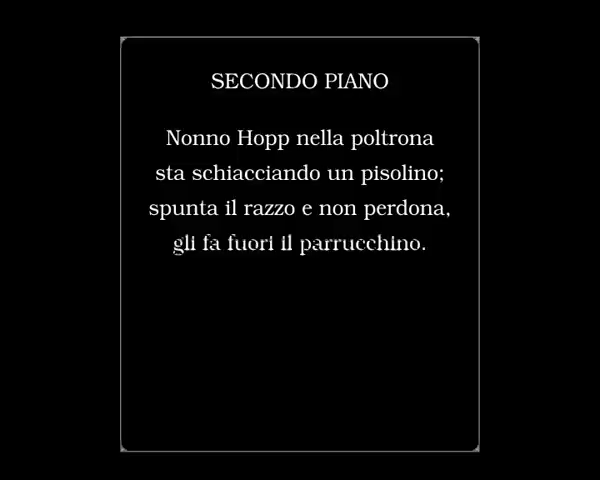 SECONDO PIANO
Nonno Hopp nella poltrona
sta schiacciando un pisolino;
spunta il razzo e non perdona,
gli fa fuori il parrucchino.